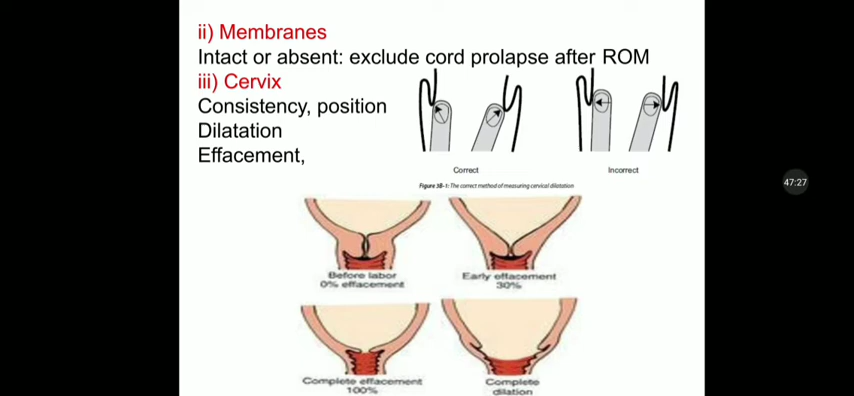 ii) Membranes
Intact or absent: exclude cord prolapse after ROM
iii) Cervix
Consistency, position
Dilatation
Effacement,
Correct
Incorrect
Figure 3B-1: The correct method of measuring cervical dilatation
47:27
Before labor
0% effacement
Early effacement
30%
Complete effacement
100%
Complete
dilation